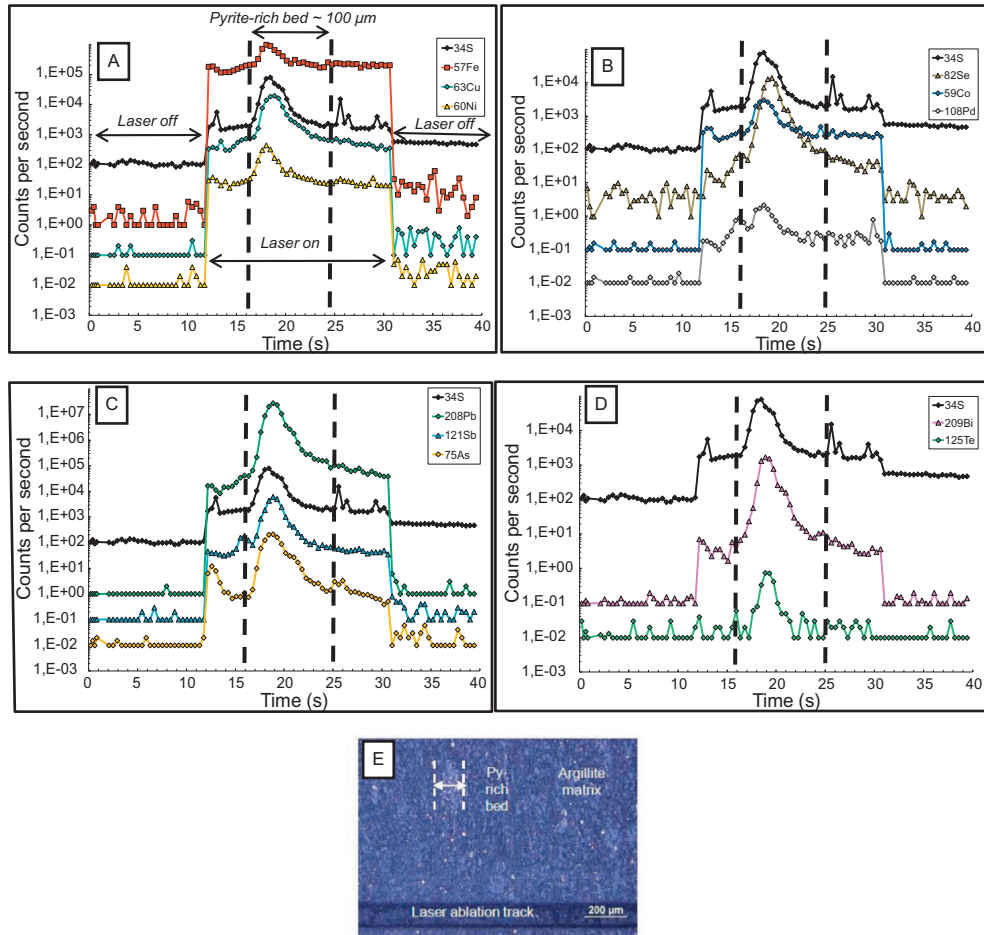 A
Pyrite-rich bed ~ 100 µm
34S
57Fe
63Cu
60Ni
Laser off
Laser off
Laser on
Counts per second
1,E+05
1,E+04
1,E+03
1,E+02
1,E+01
1,E+00
1,E-01
1,E-02
1,E-03
0 5 10 15 20 25 30 35 40
Time (s)
B
34S
82Se
59Co
108Pd
Counts per second
1,E+04
1,E+03
1,E+02
1,E+01
1,E+00
1,E-01
1,E-02
1,E-03
0 5 10 15 20 25 30 35 40
Time (s)
C
34S
208Pb
121Sb
75As
Counts per second
1,E+07
1,E+06
1,E+05
1,E+04
1,E+03
1,E+02
1,E+01
1,E+00
1,E-01
1,E-02
1,E-03
0 5 10 15 20 25 30 35 40
Time (s)
D
34S
209Bi
125Te
Counts per second
1,E+04
1,E+03
1,E+02
1,E+01
1,E+00
1,E-01
1,E-02
1,E-03
0 5 10 15 20 25 30 35 40
Time (s)
E
Py-
rich
bed
Argillite
matrix
Laser ablation track
200 µm